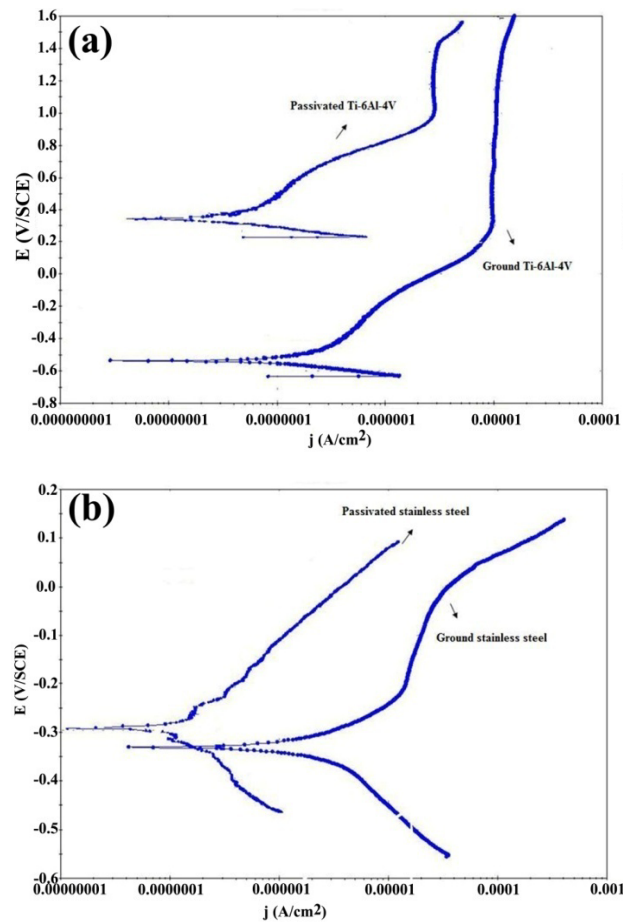 (a)
1.6
1.4
1.2
1.0
0.8
0.6
0.4
0.2
0.0
-0.2
-0.4
-0.6
-0.8
E (V/SCE)
Passivated Ti-6Al-4V
Ground Ti-6Al-4V
0.000000001 0.00000001 0.0000001 0.000001 0.00001 0.0001
j (A/cm²)
(b)
0.2
0.1
0.0
-0.1
-0.2
-0.3
-0.4
-0.5
-0.6
E (V/SCE)
Passivated stainless steel
Ground stainless steel
0.00000001 0.0000001 0.000001 0.00001 0.0001 0.001
j (A/cm²)